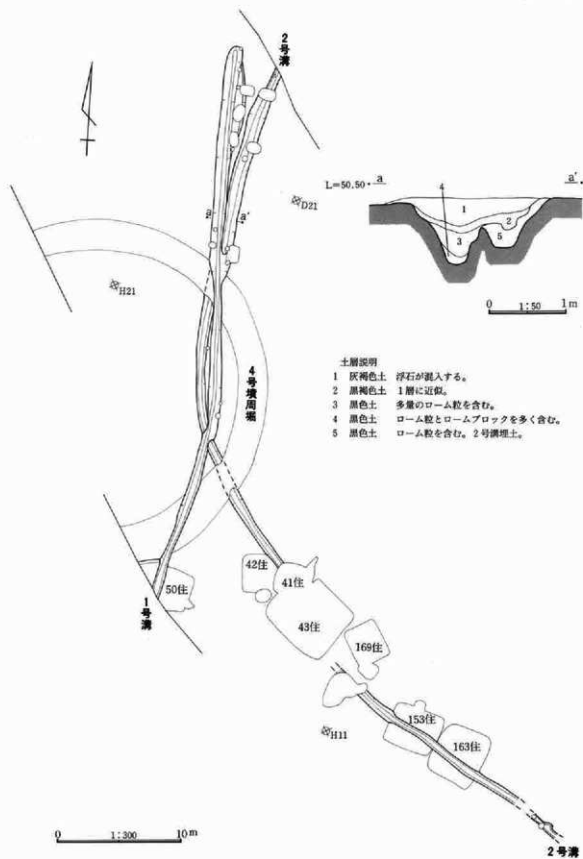 2号溝
D21
H21
L=50.50
a
a'
4
1
2
3
5
0 1:50 1m
a
a'
土層説明
1 灰褐色土 浮石が混入する。
2 黒褐色土 1層に近似。
3 黒色土 多量のローム粒を含む。
4 黒色土 ローム粒とロームブロックを多く含む。
5 黒色土 ローム粒を含む。2号溝埋土。
4号墳周堀
42住
41住
50住
43住
1号溝
169住
H11
153住
163住
0 1:300 10m
2号溝